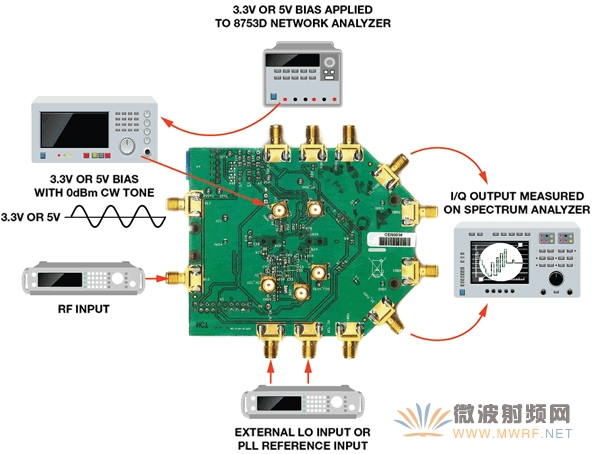 3.3V OR 5V BIAS APPLIED
TO 8753D NETWORK ANALYZER
3.3V OR 5V BIAS
WITH 0dBm CW TONE
3.3V OR 5V
I/Q OUTPUT MEASURED
ON SPECTRUM ANALYZER
RF INPUT
EXTERNAL LO INPUT OR
PLL REFERENCE INPUT
微波射频网
WWW.MWRF.NET